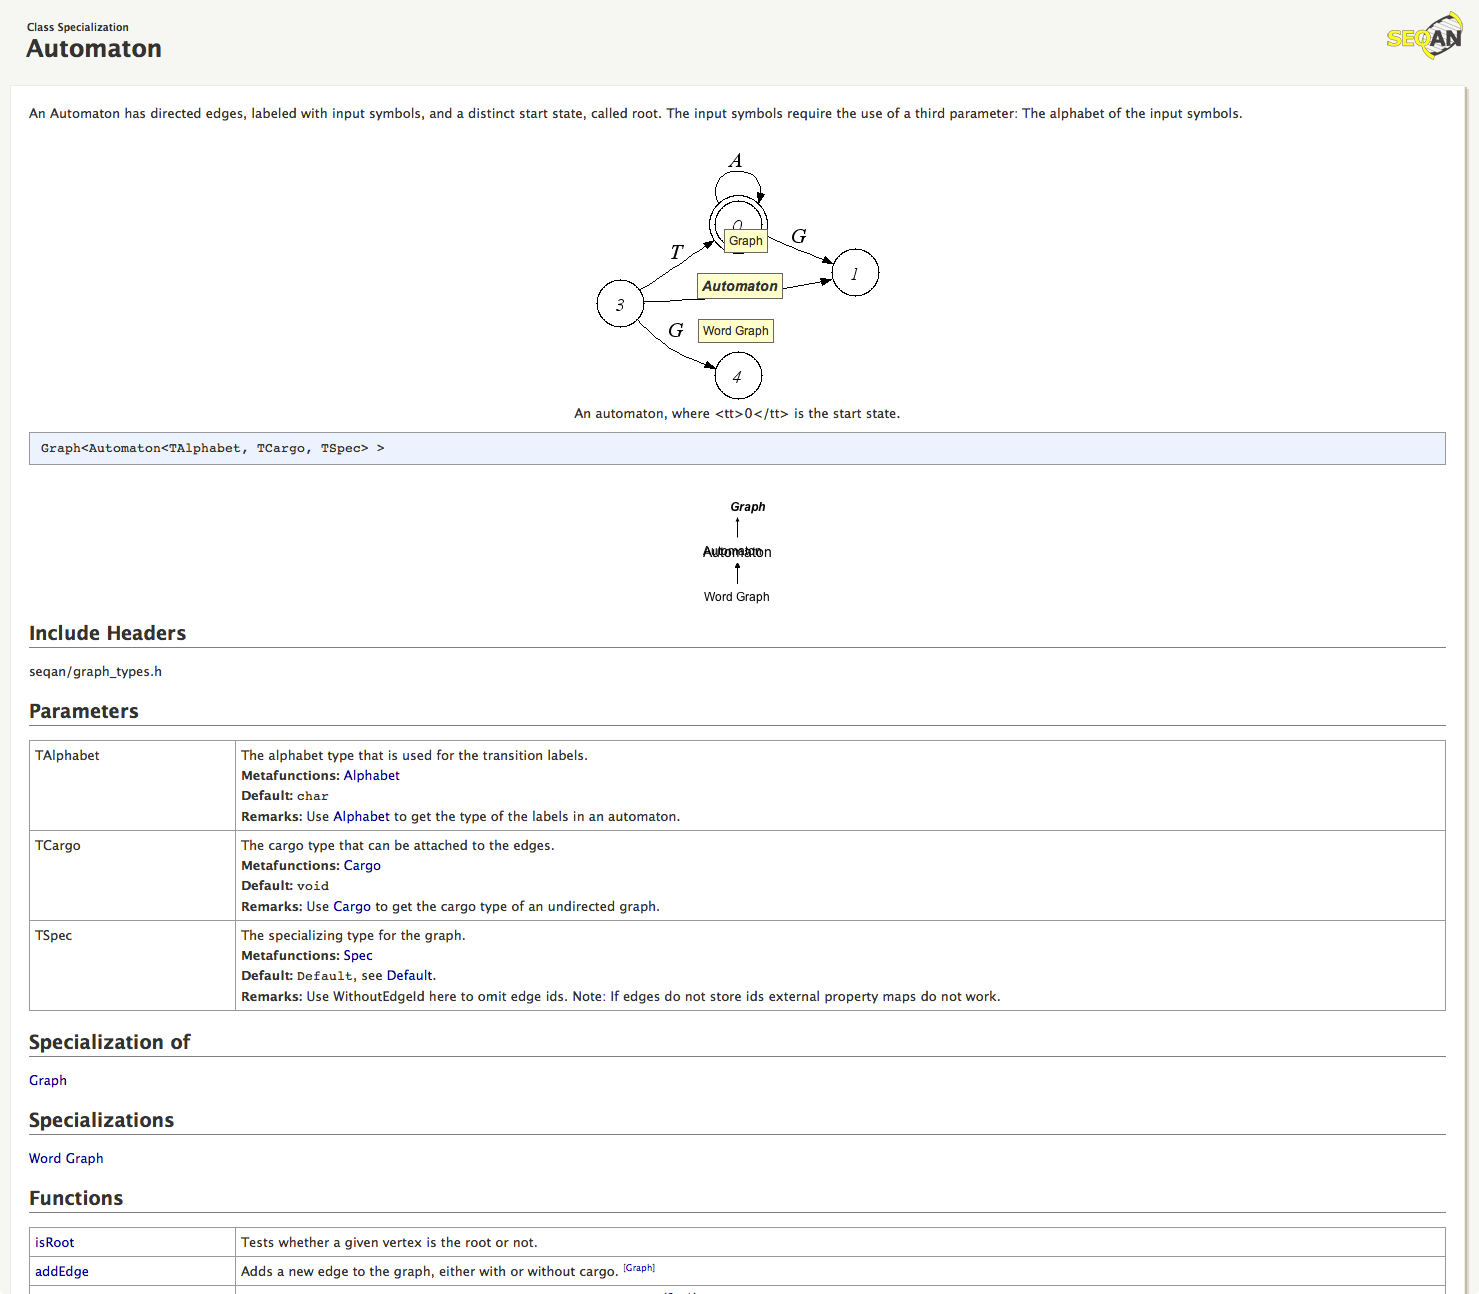 Class Specialization
Automaton
SEQAN
An Automaton has directed edges, labeled with input symbols, and a distinct start state, called root. The input symbols require the use of a third parameter: The alphabet of the input symbols.
A
0
Graph
G
T
Automaton
1
3
G
Word Graph
4
An automaton, where <tt>0</tt> is the start state.
Graph<Automaton<TAlphabet, TCargo, TSpec> >
Graph
Automaton
Automaton
Word Graph
Include Headers
seqan/graph_types.h
Parameters
TAlphabet
The alphabet type that is used for the transition labels.
Metafunctions: Alphabet
Default: char
Remarks: Use Alphabet to get the type of the labels in an automaton.
TCargo
The cargo type that can be attached to the edges.
Metafunctions: Cargo
Default: void
Remarks: Use Cargo to get the cargo type of an undirected graph.
TSpec
The specializing type for the graph.
Metafunctions: Spec
Default: Default, see Default.
Remarks: Use WithoutEdgeId here to omit edge ids. Note: If edges do not store ids external property maps do not work.
Specialization of
Graph
Specializations
Word Graph
Functions
isRoot
Tests whether a given vertex is the root or not.
addEdge
Adds a new edge to the graph, either with or without cargo. [Graph]